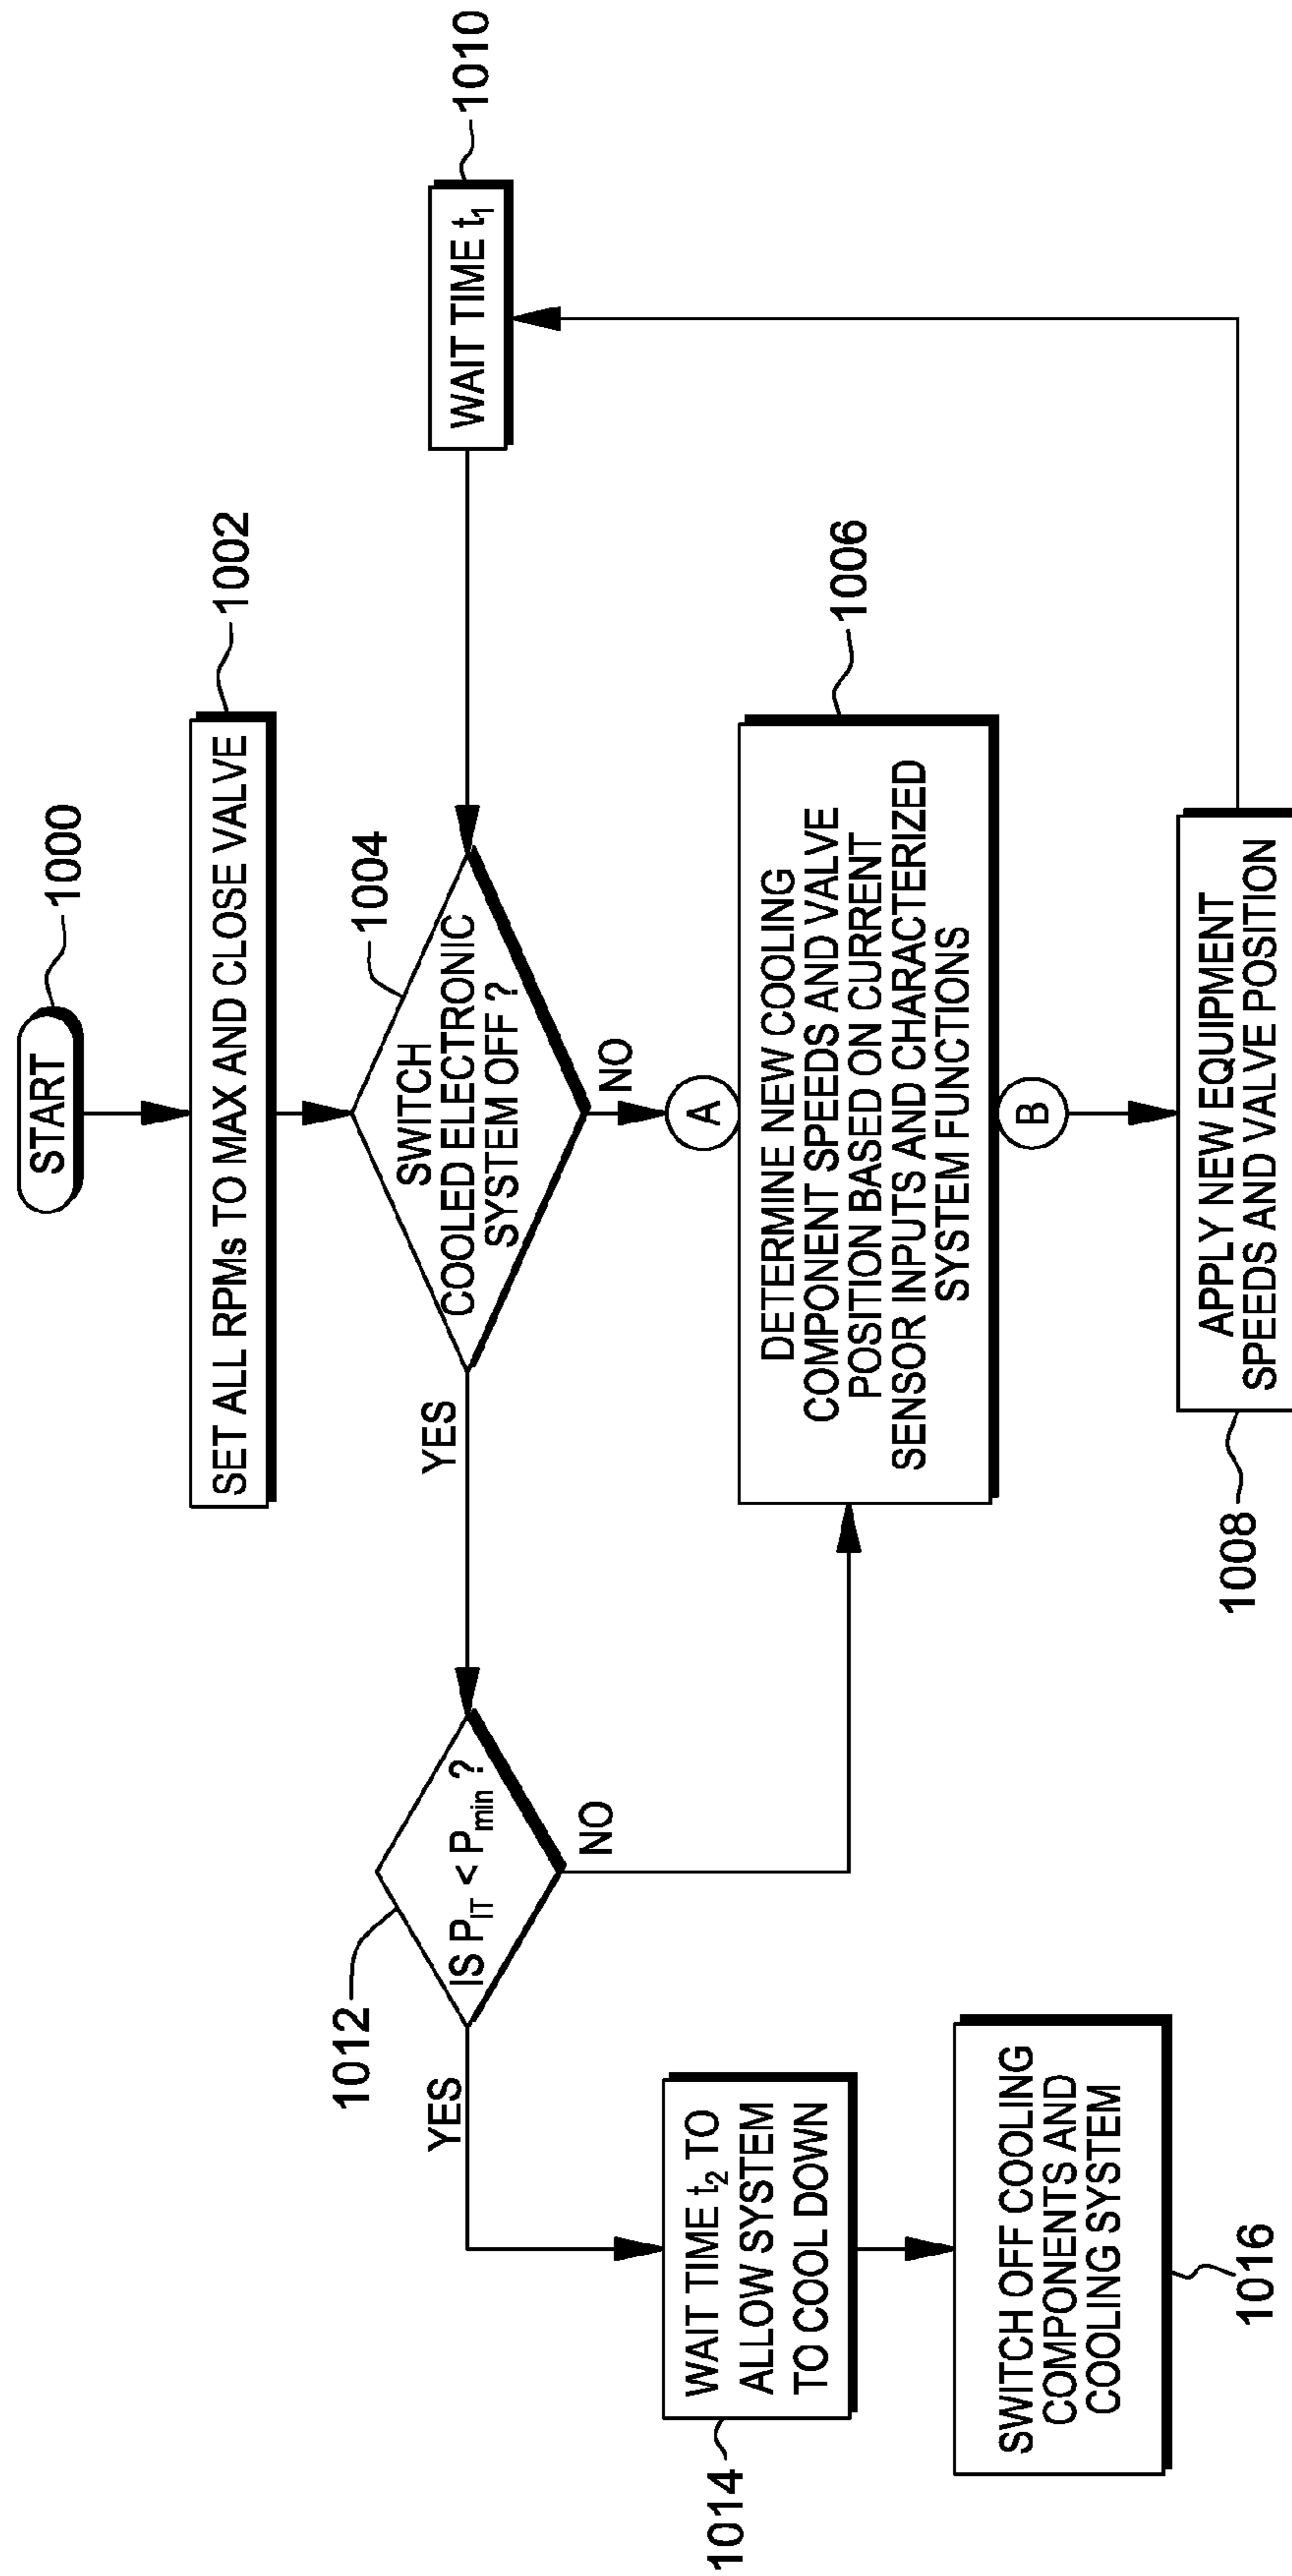 START
1000
SET ALL RPMs TO MAX AND CLOSE VALVE
1002
SWITCH
COOLED ELECTRONIC
SYSTEM OFF ?
1004
YES
NO
WAIT TIME t₁
1010
IS P_IT < P_min ?
1012
YES
NO
A
DETERMINE NEW COOLING
COMPONENT SPEEDS AND VALVE
POSITION BASED ON CURRENT
SENSOR INPUTS AND CHARACTERIZED
SYSTEM FUNCTIONS
1006
B
WAIT TIME t₂ TO
ALLOW SYSTEM
TO COOL DOWN
1014
SWITCH OFF COOLING
COMPONENTS AND
COOLING SYSTEM
1016
APPLY NEW EQUIPMENT
SPEEDS AND VALVE POSITION
1008